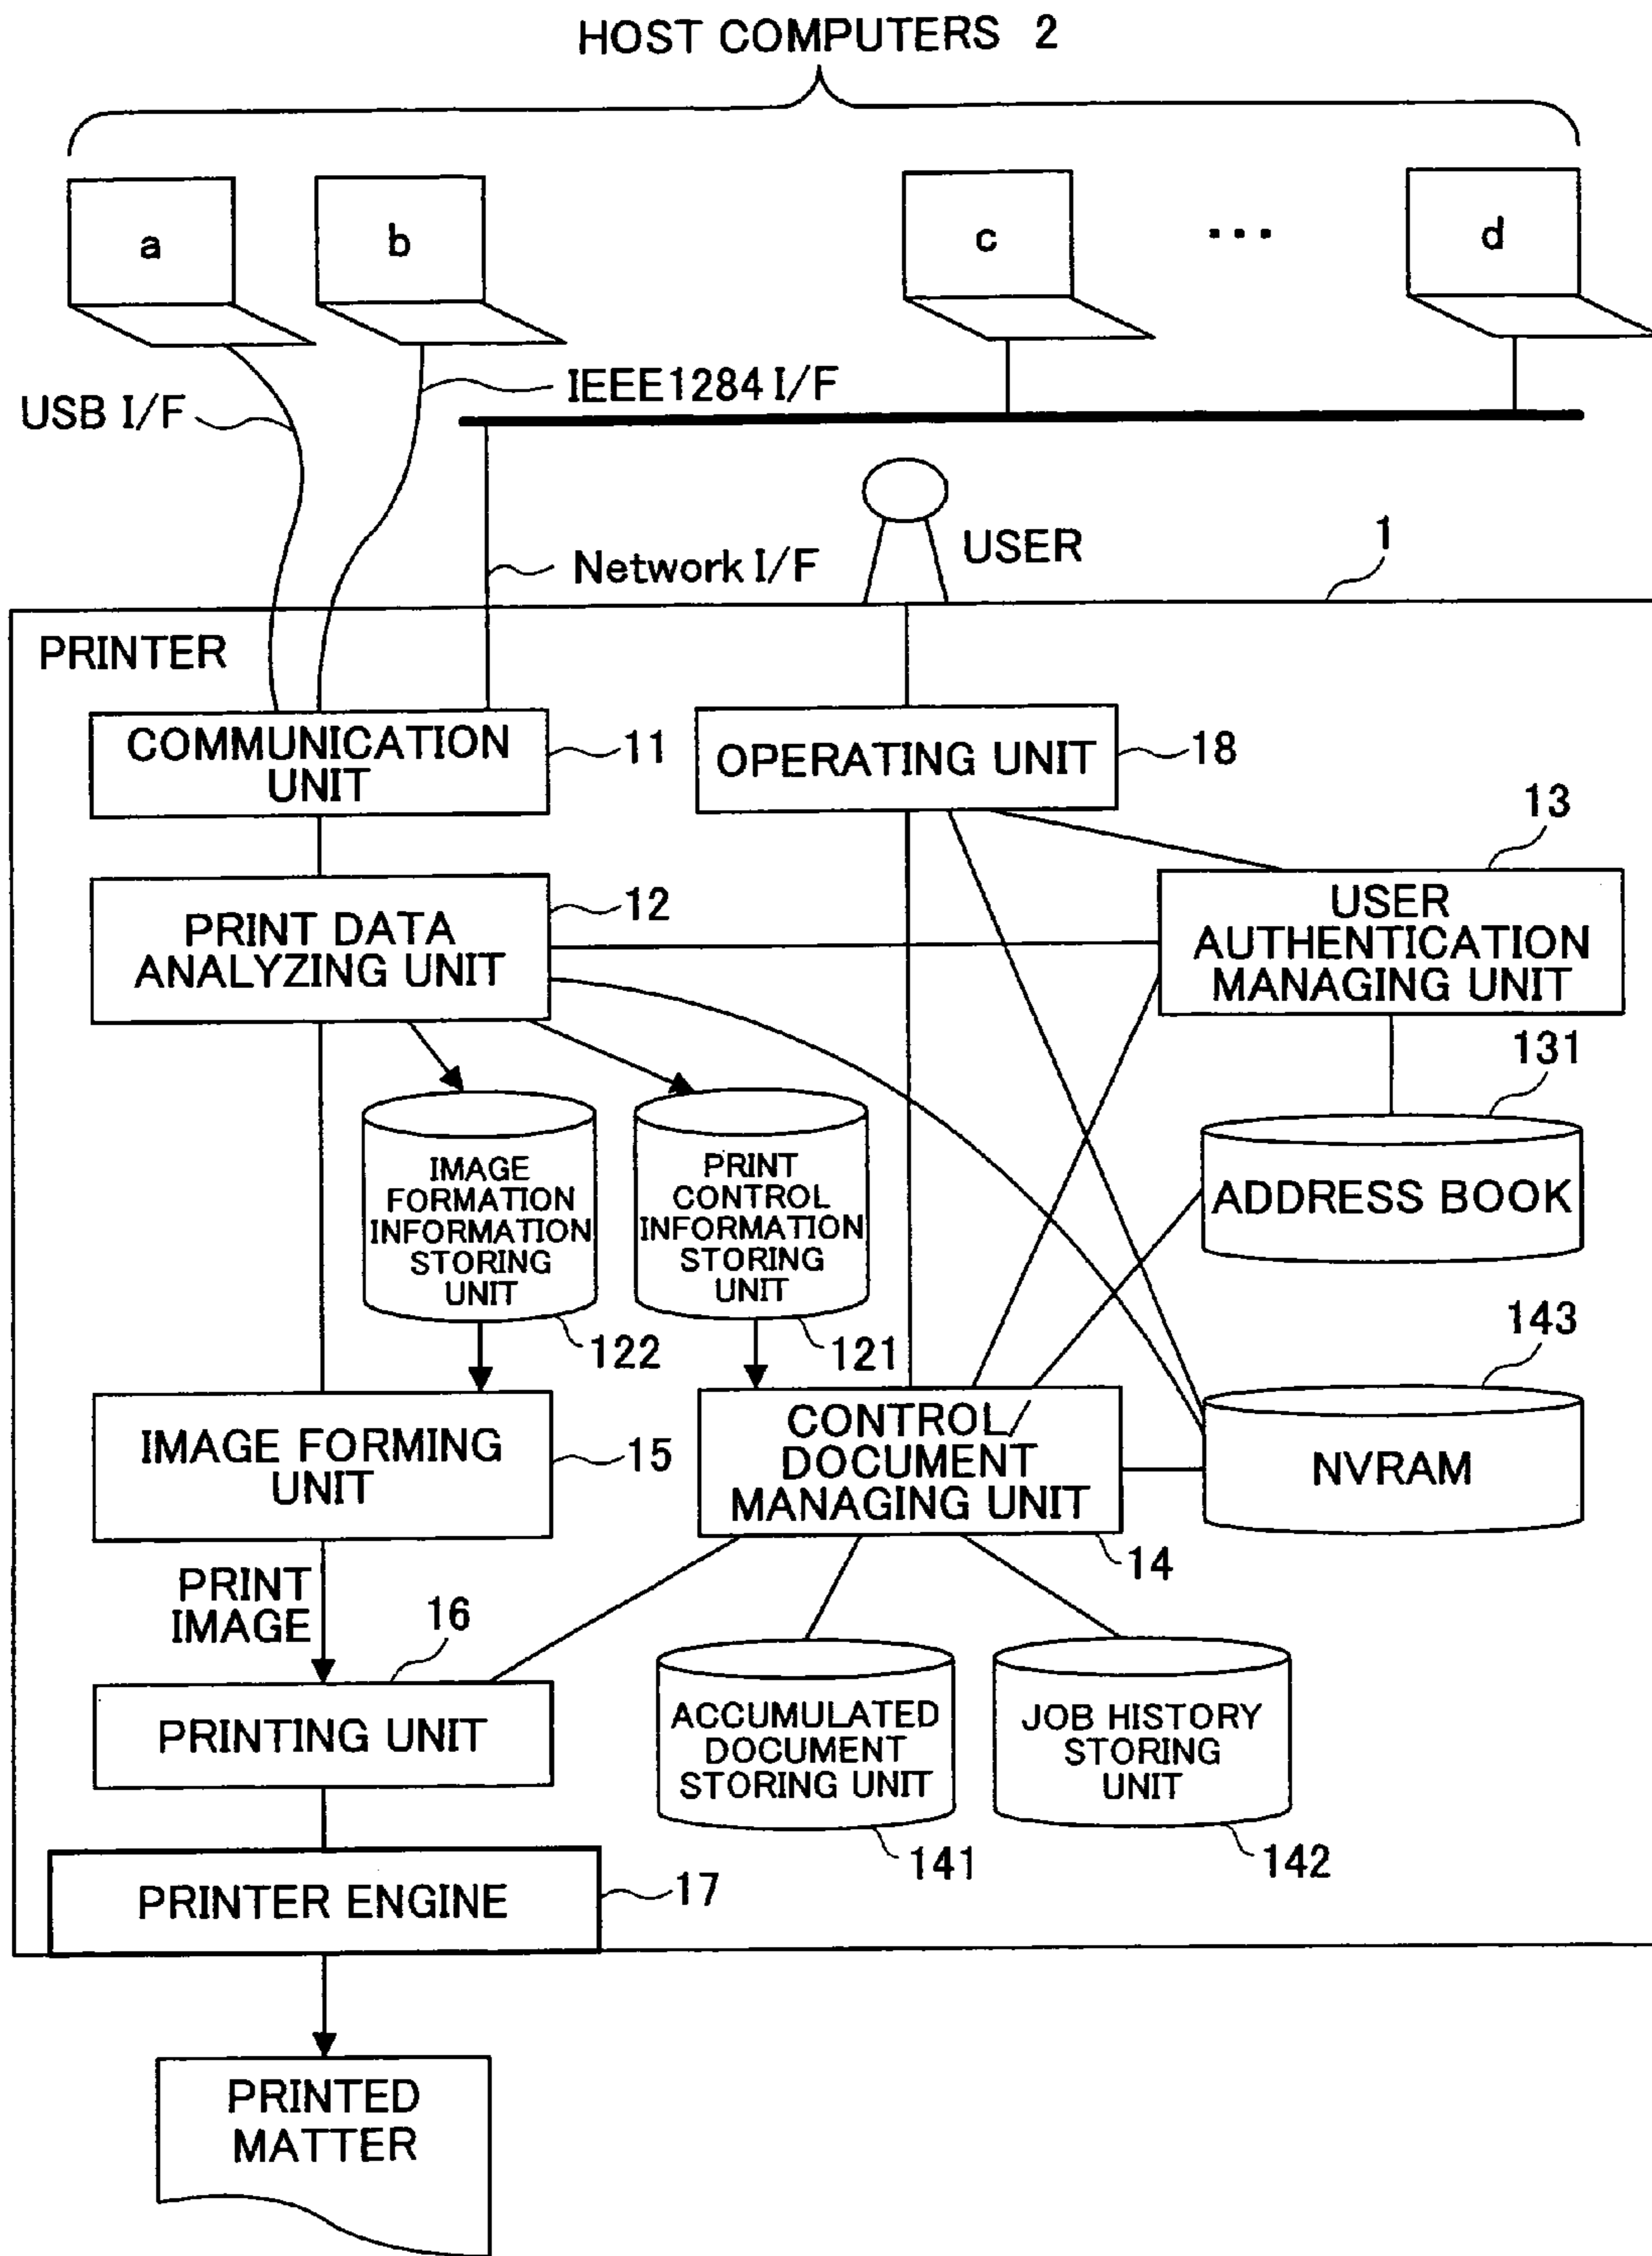 HOST COMPUTERS 2
a
b
c
...
d
IEEE1284 I/F
USB I/F
USER
Network I/F
1
PRINTER
COMMUNICATION
UNIT
11
OPERATING UNIT
18
13
PRINT DATA
ANALYZING UNIT
12
USER
AUTHENTICATION
MANAGING UNIT
131
IMAGE
FORMATION
INFORMATION
STORING
UNIT
122
PRINT
CONTROL
INFORMATION
STORING
UNIT
121
ADDRESS BOOK
143
IMAGE FORMING
UNIT
15
CONTROL
DOCUMENT
MANAGING UNIT
14
NVRAM
PRINT
IMAGE
16
PRINTING UNIT
ACCUMULATED
DOCUMENT
STORING UNIT
141
JOB HISTORY
STORING
UNIT
142
PRINTER ENGINE
17
PRINTED
MATTER